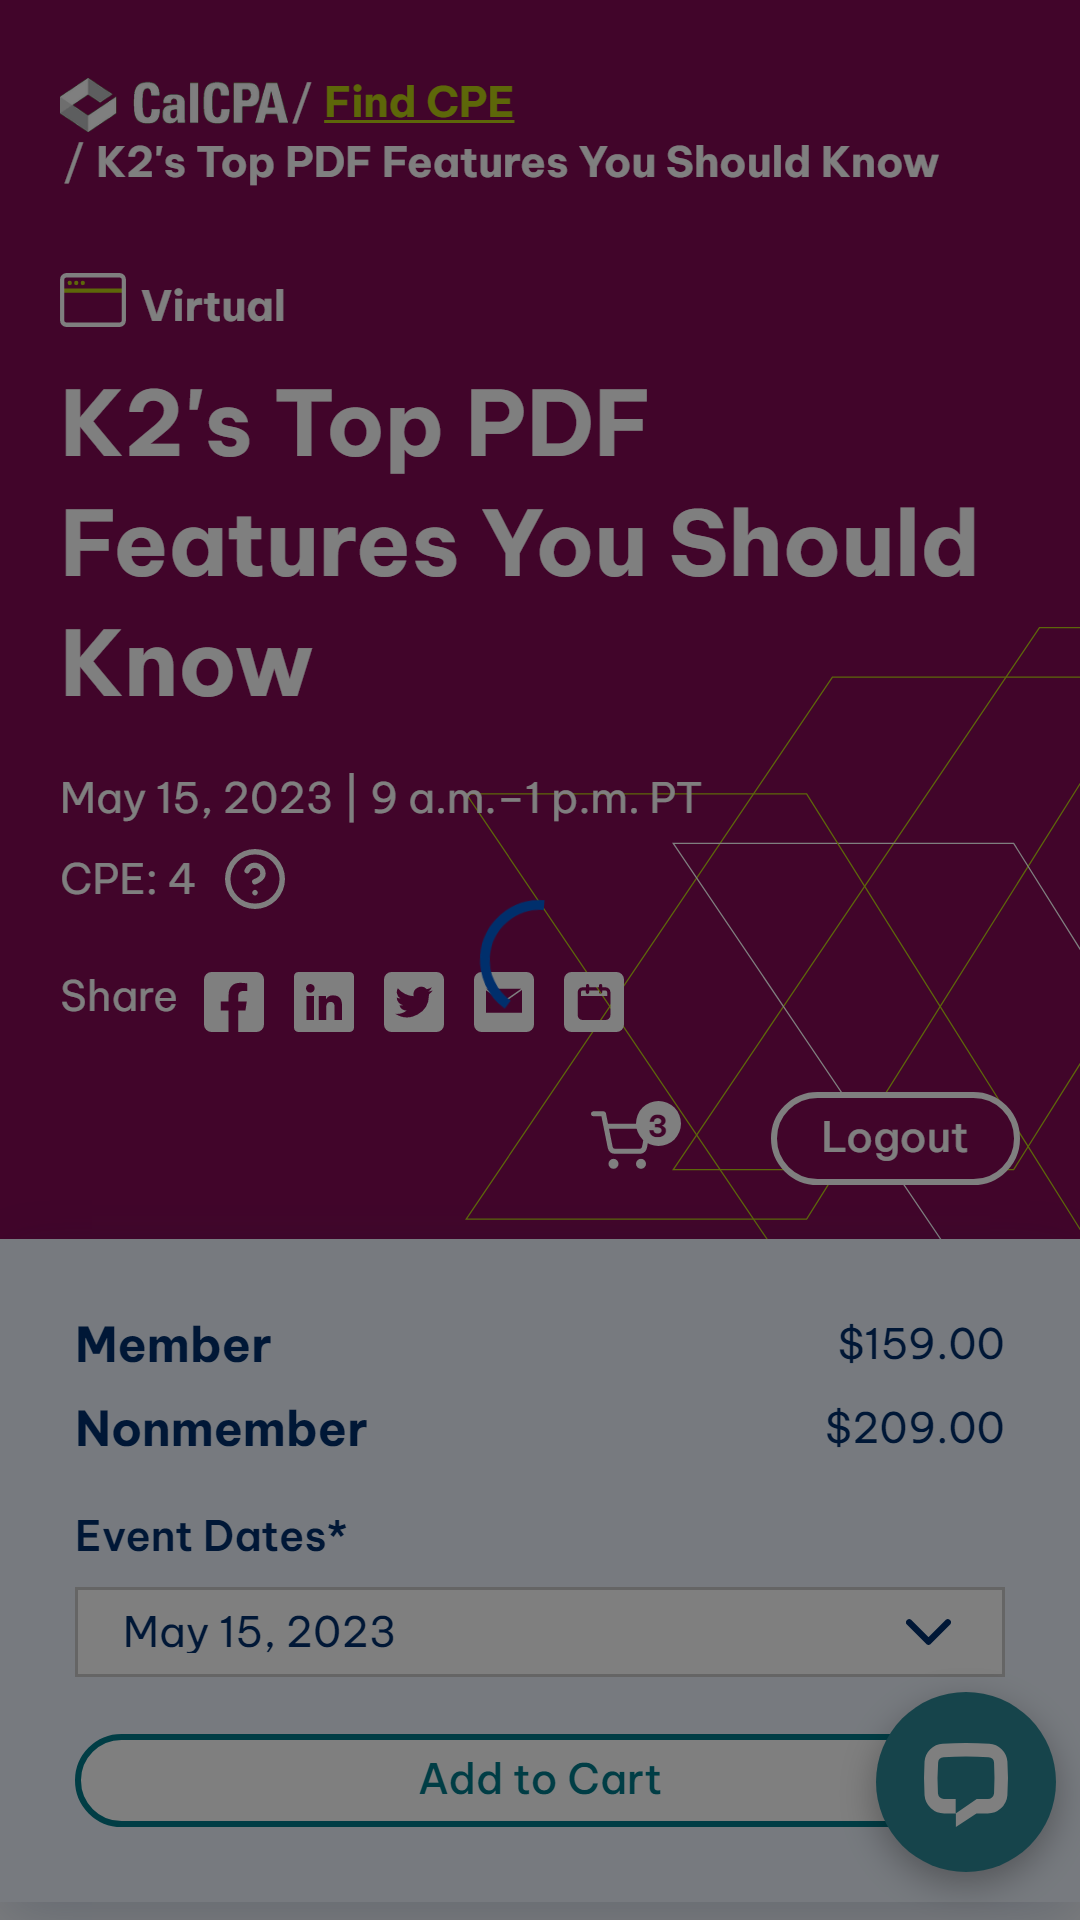 CalCPA / Find CPE
/ K2's Top PDF Features You Should Know
Virtual
K2's Top PDF
Features You Should
Know
May 15, 2023 | 9 a.m.–1 p.m. PT
CPE: 4 ?
Share
3
Logout
Member $159.00
Nonmember $209.00
Event Dates*
May 15, 2023
Add to Cart